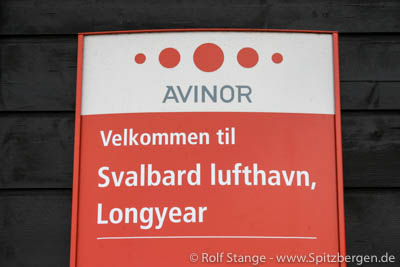 AVINOR
Velkommen til
Svalbard lufthavn,
Longyear
© Rolf Stange - www.Spitzbergen.de